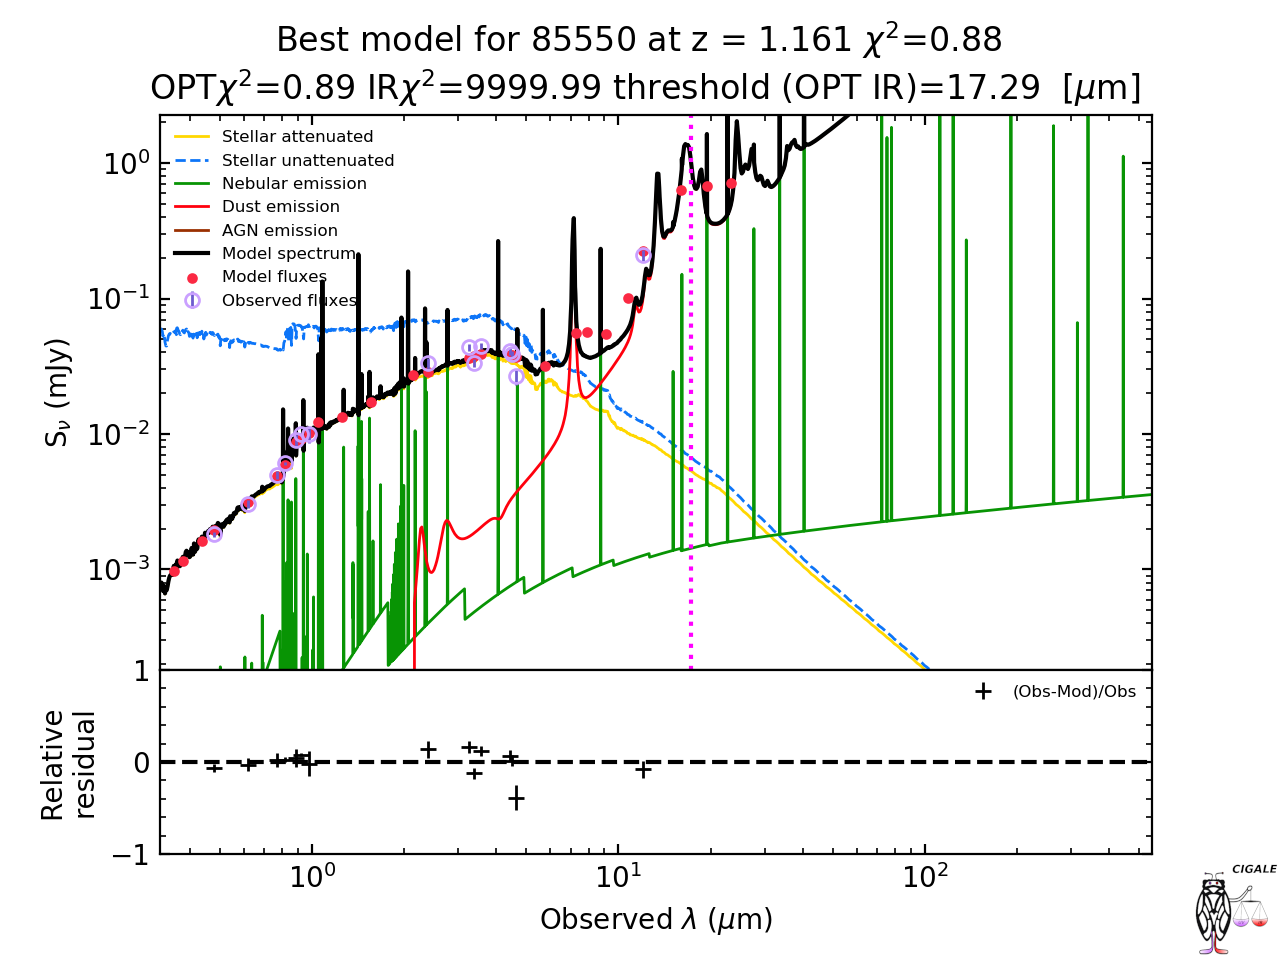 Best model for 85550 at z = 1.161 χ²=0.88
OPTχ²=0.89 IRχ²=9999.99 threshold (OPT IR)=17.29 [μm]
Stellar attenuated
Stellar unattenuated
Nebular emission
Dust emission
AGN emission
Model spectrum
Model fluxes
Observed fluxes
10⁰
10⁻¹
10⁻²
10⁻³
Sν (mJy)
1
0
−1
Relative
residual
(Obs-Mod)/Obs
10⁰ 10¹ 10²
Observed λ (μm)
CIGALE